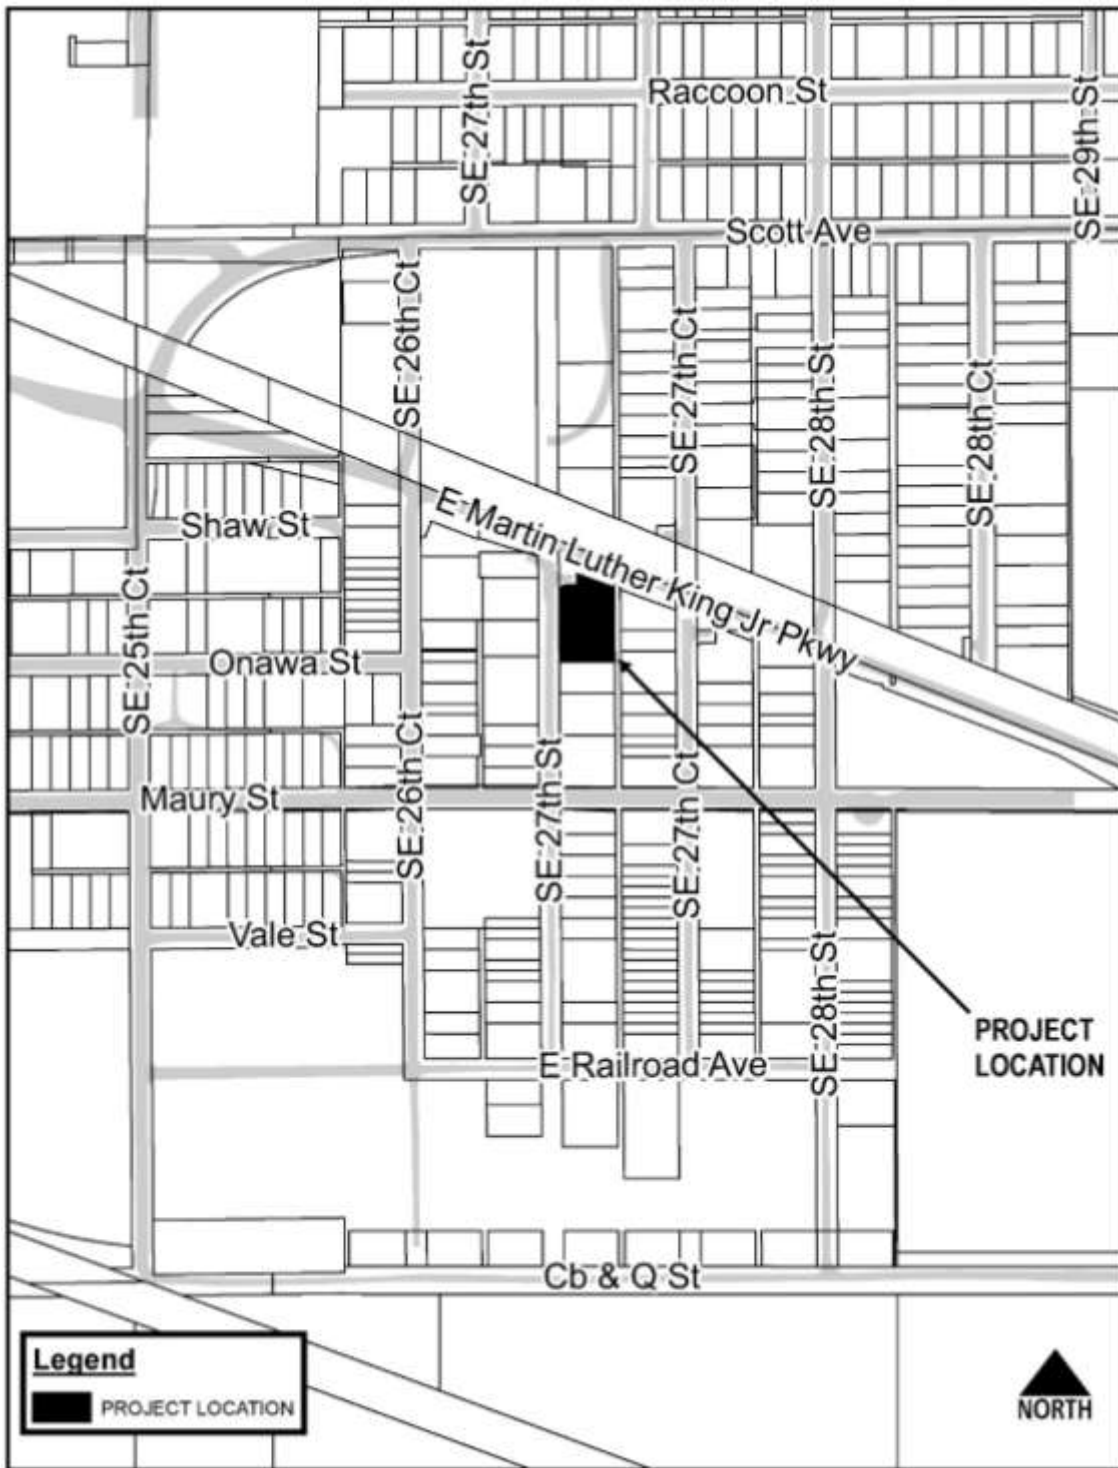 SE 27th St
Raccoon St
SE 29th St
Scott Ave
SE 26th Ct
SE 27th Ct
SE 28th St
SE 28th Ct
E Martin Luther King Jr Pkwy
Shaw St
SE 25th Ct
Onawa St
SE 26th Ct
SE 27th St
SE 27th Ct
Maury St
Vale St
SE 28th St
PROJECT
LOCATION
E Railroad Ave
Cb & Q St
Legend
PROJECT LOCATION
NORTH